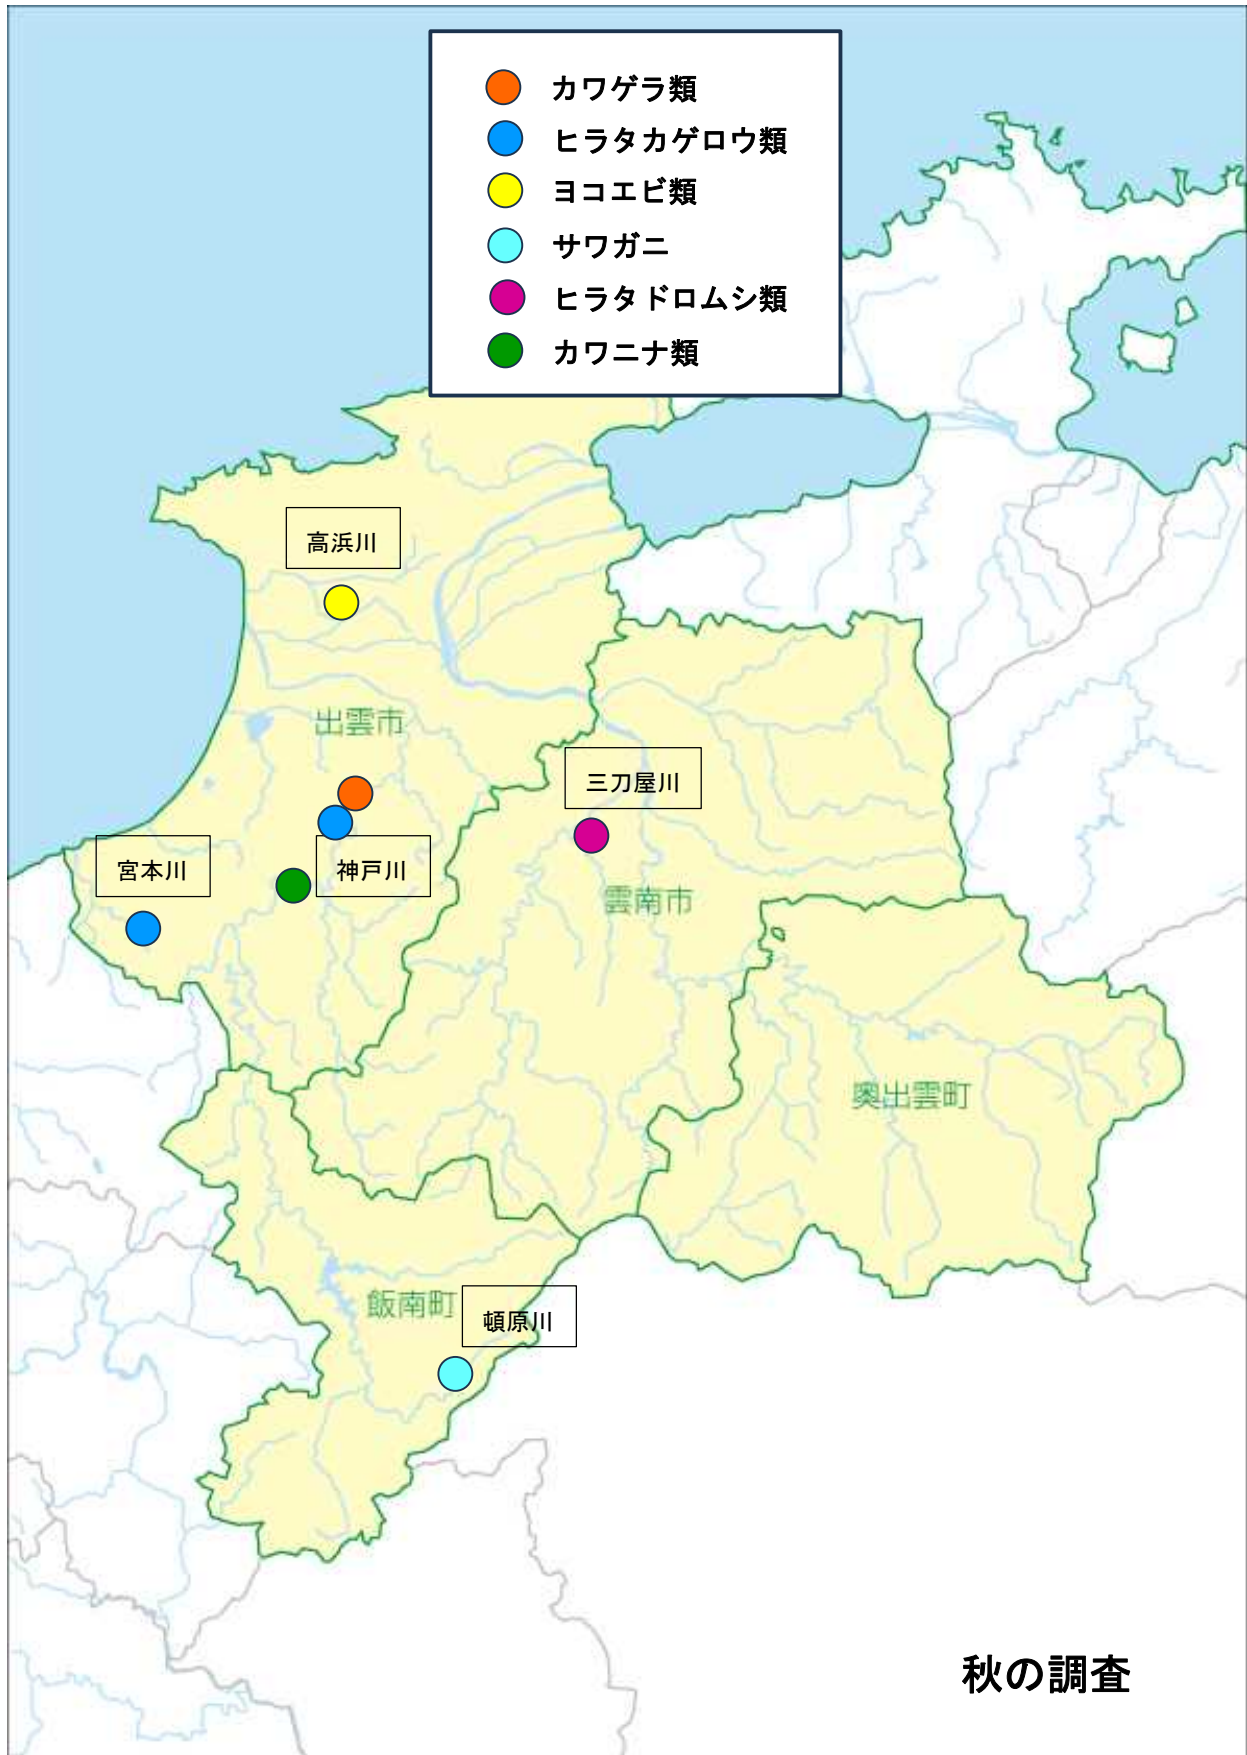 カワゲラ類
ヒラタカゲロウ類
ヨコエビ類
サワガニ
ヒラタドロムシ類
カワニナ類
高浜川
出雲市
三刀屋川
宮本川
神戸川
雲南市
奥出雲町
飯南町
頓原川
秋の調査